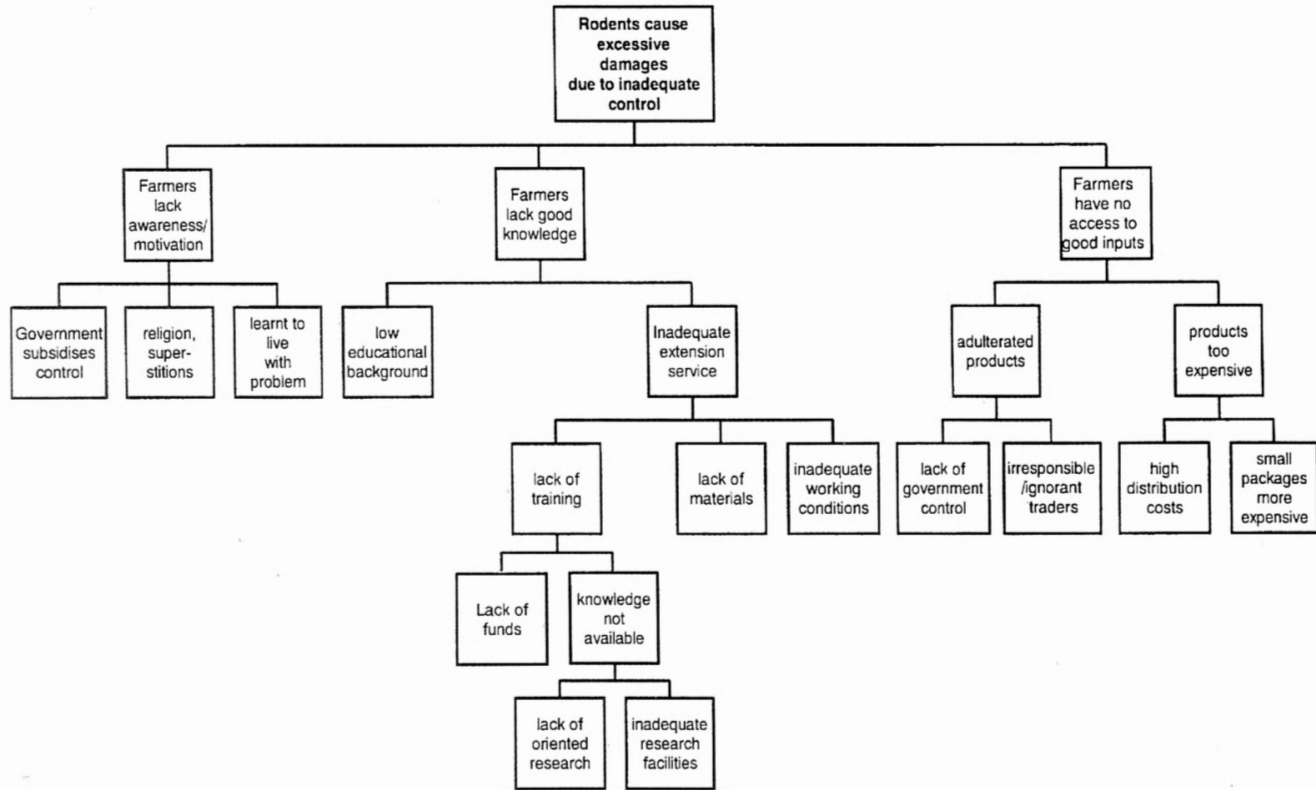 Rodents cause
excessive
damages
due to inadequate
control
Farmers
lack
awareness/
motivation
Farmers
lack good
knowledge
Farmers
have no
access to
good inputs
Government
subsidises
control
religion,
super-
stitions
learnt to
live
with
problem
low
educational
background
Inadequate
extension
service
adulterated
products
products
too
expensive
lack of
training
lack of
materials
inadequate
working
conditions
lack of
government
control
irresponsible
/ignorant
traders
high
distribution
costs
small
packages
more
expensive
Lack of
funds
knowledge
not
available
lack of
oriented
research
inadequate
research
facilities